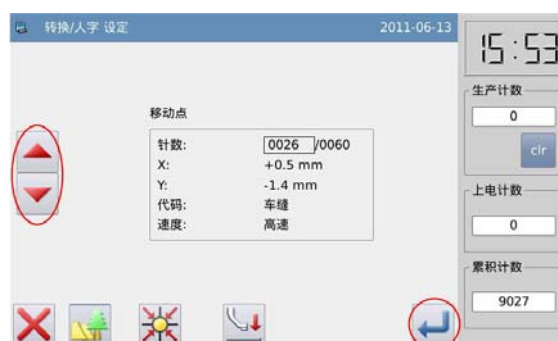 转换/人字 设定 2011-06-13
15:53
移动点
针数: 0026 /0060
X: +0.5 mm
Y: -1.4 mm
代码: 车缝
速度: 高速
生产计数
0
clr
上电计数
0
累积计数
9027